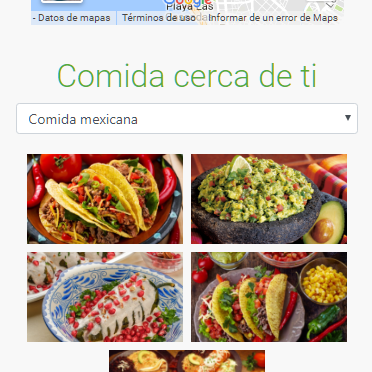 Playa Las
Google
- Datos de mapas Términos de uso Informar de un error de Maps
Comida cerca de ti
Comida mexicana